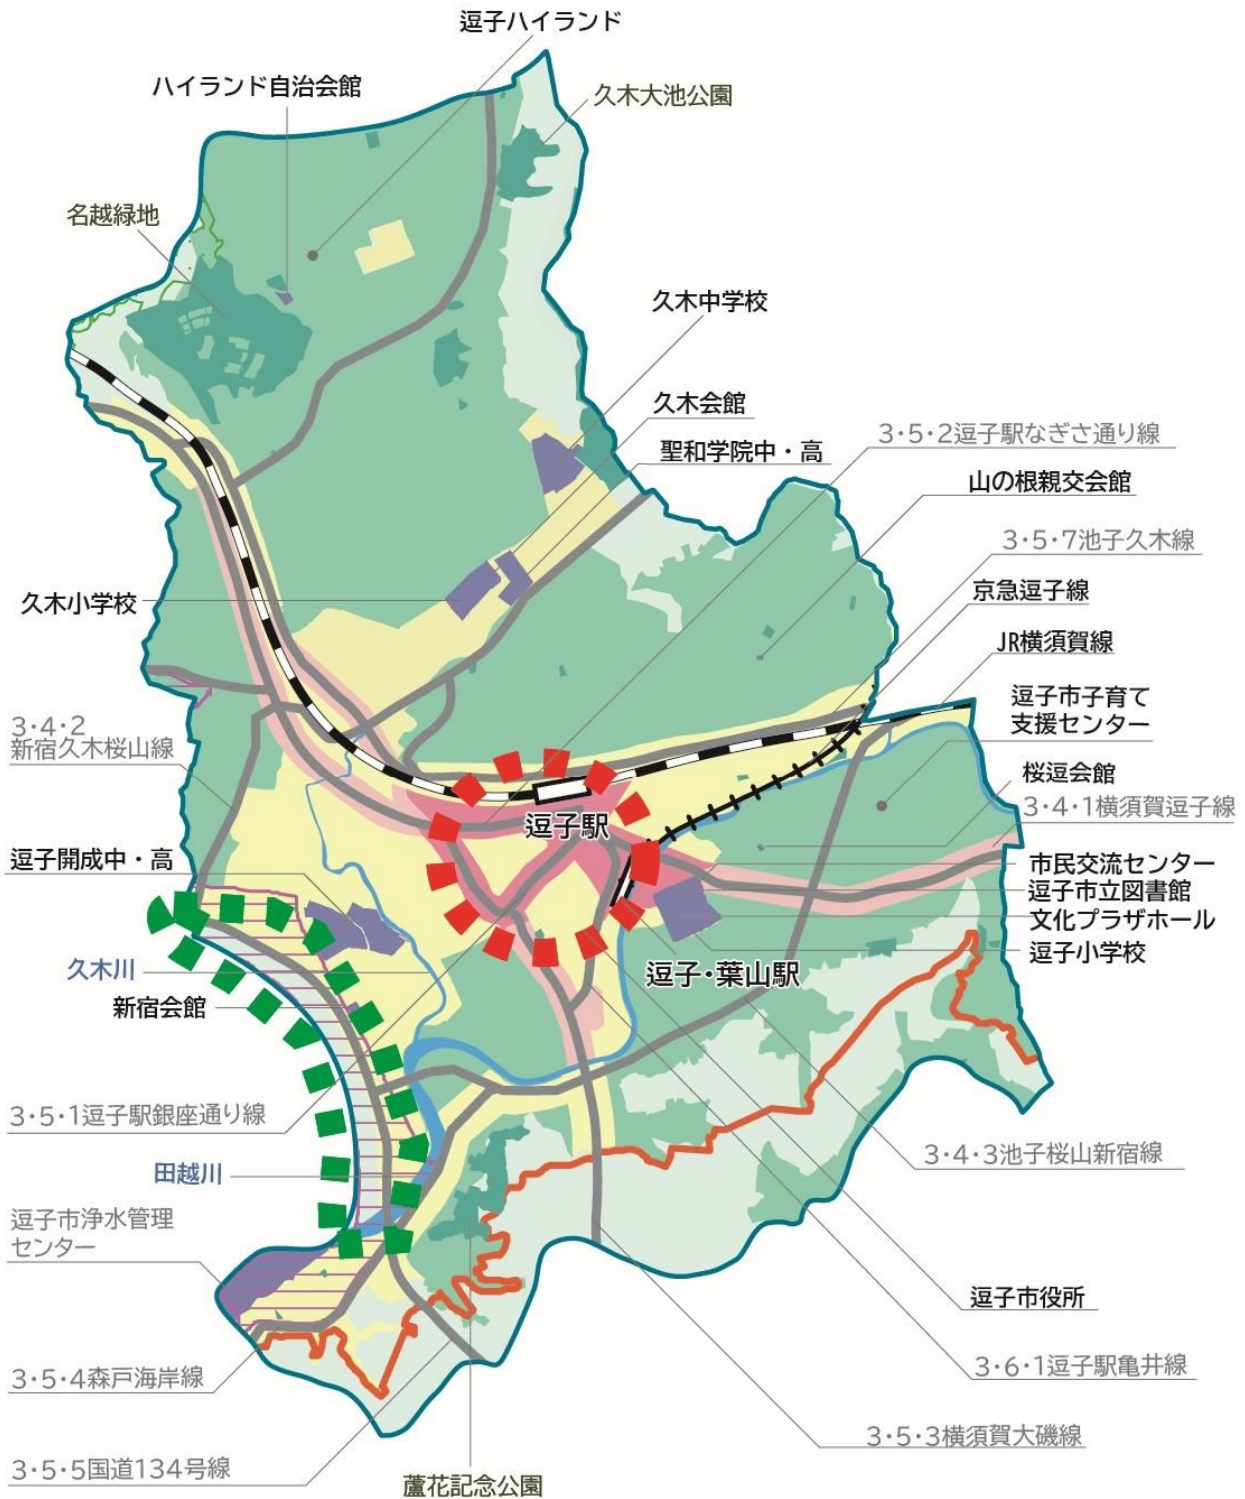 逗子ハイランド
ハイランド自治会館
久木大池公園
名越緑地
久木中学校
久木会館
3・5・2逗子駅なぎさ通り線
聖和学院中・高
山の根親交会館
3・5・7池子久木線
京急逗子線
久木小学校
JR横須賀線
逗子市子育て
支援センター
3・4・2
新宿久木桜山線
桜逗会館
3・4・1横須賀逗子線
逗子駅
逗子開成中・高
市民交流センター
逗子市立図書館
文化プラザホール
逗子小学校
久木川
逗子・葉山駅
新宿会館
3・5・1逗子駅銀座通り線
3・4・3池子桜山新宿線
田越川
逗子市浄水管理
センター
逗子市役所
3・5・4森戸海岸線
3・6・1逗子駅亀井線
3・5・3横須賀大磯線
3・5・5国道134号線
蘆花記念公園